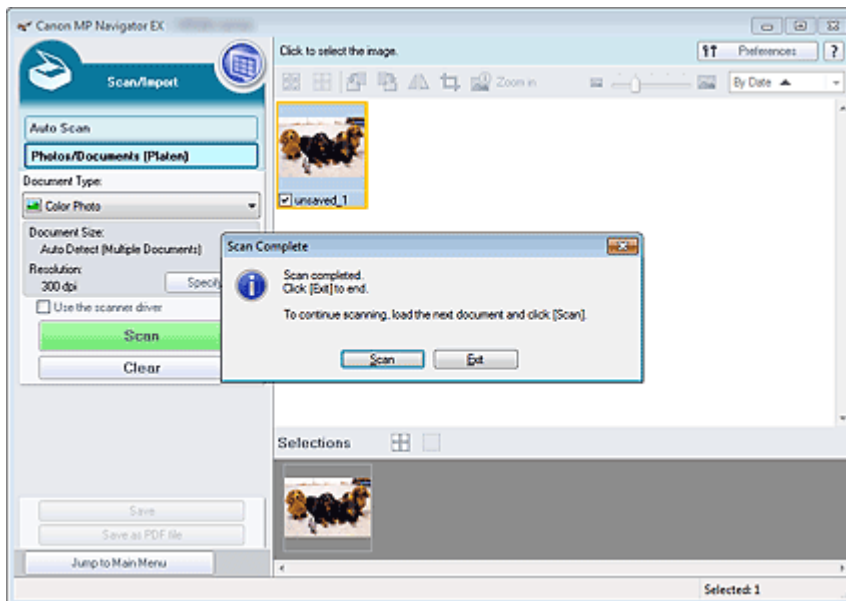 Canon MP Navigator EX
Scan/Import
Click to select the image.
Preferences
?
Zoom in
By Date
Auto Scan
Photos/Documents (Platen)
Document Type:
Color Photo
Document Size:
Auto Detect (Multiple Documents)
Resolution:
300 dpi
Specify
Use the scanner driver
Scan
Clear
unsaved_1
Scan Complete
Scan completed.
Click [Exit] to end.
To continue scanning, load the next document and click [Scan].
Scan
Exit
Selections
Save
Save as PDF file
Jump to Main Menu
Selected: 1